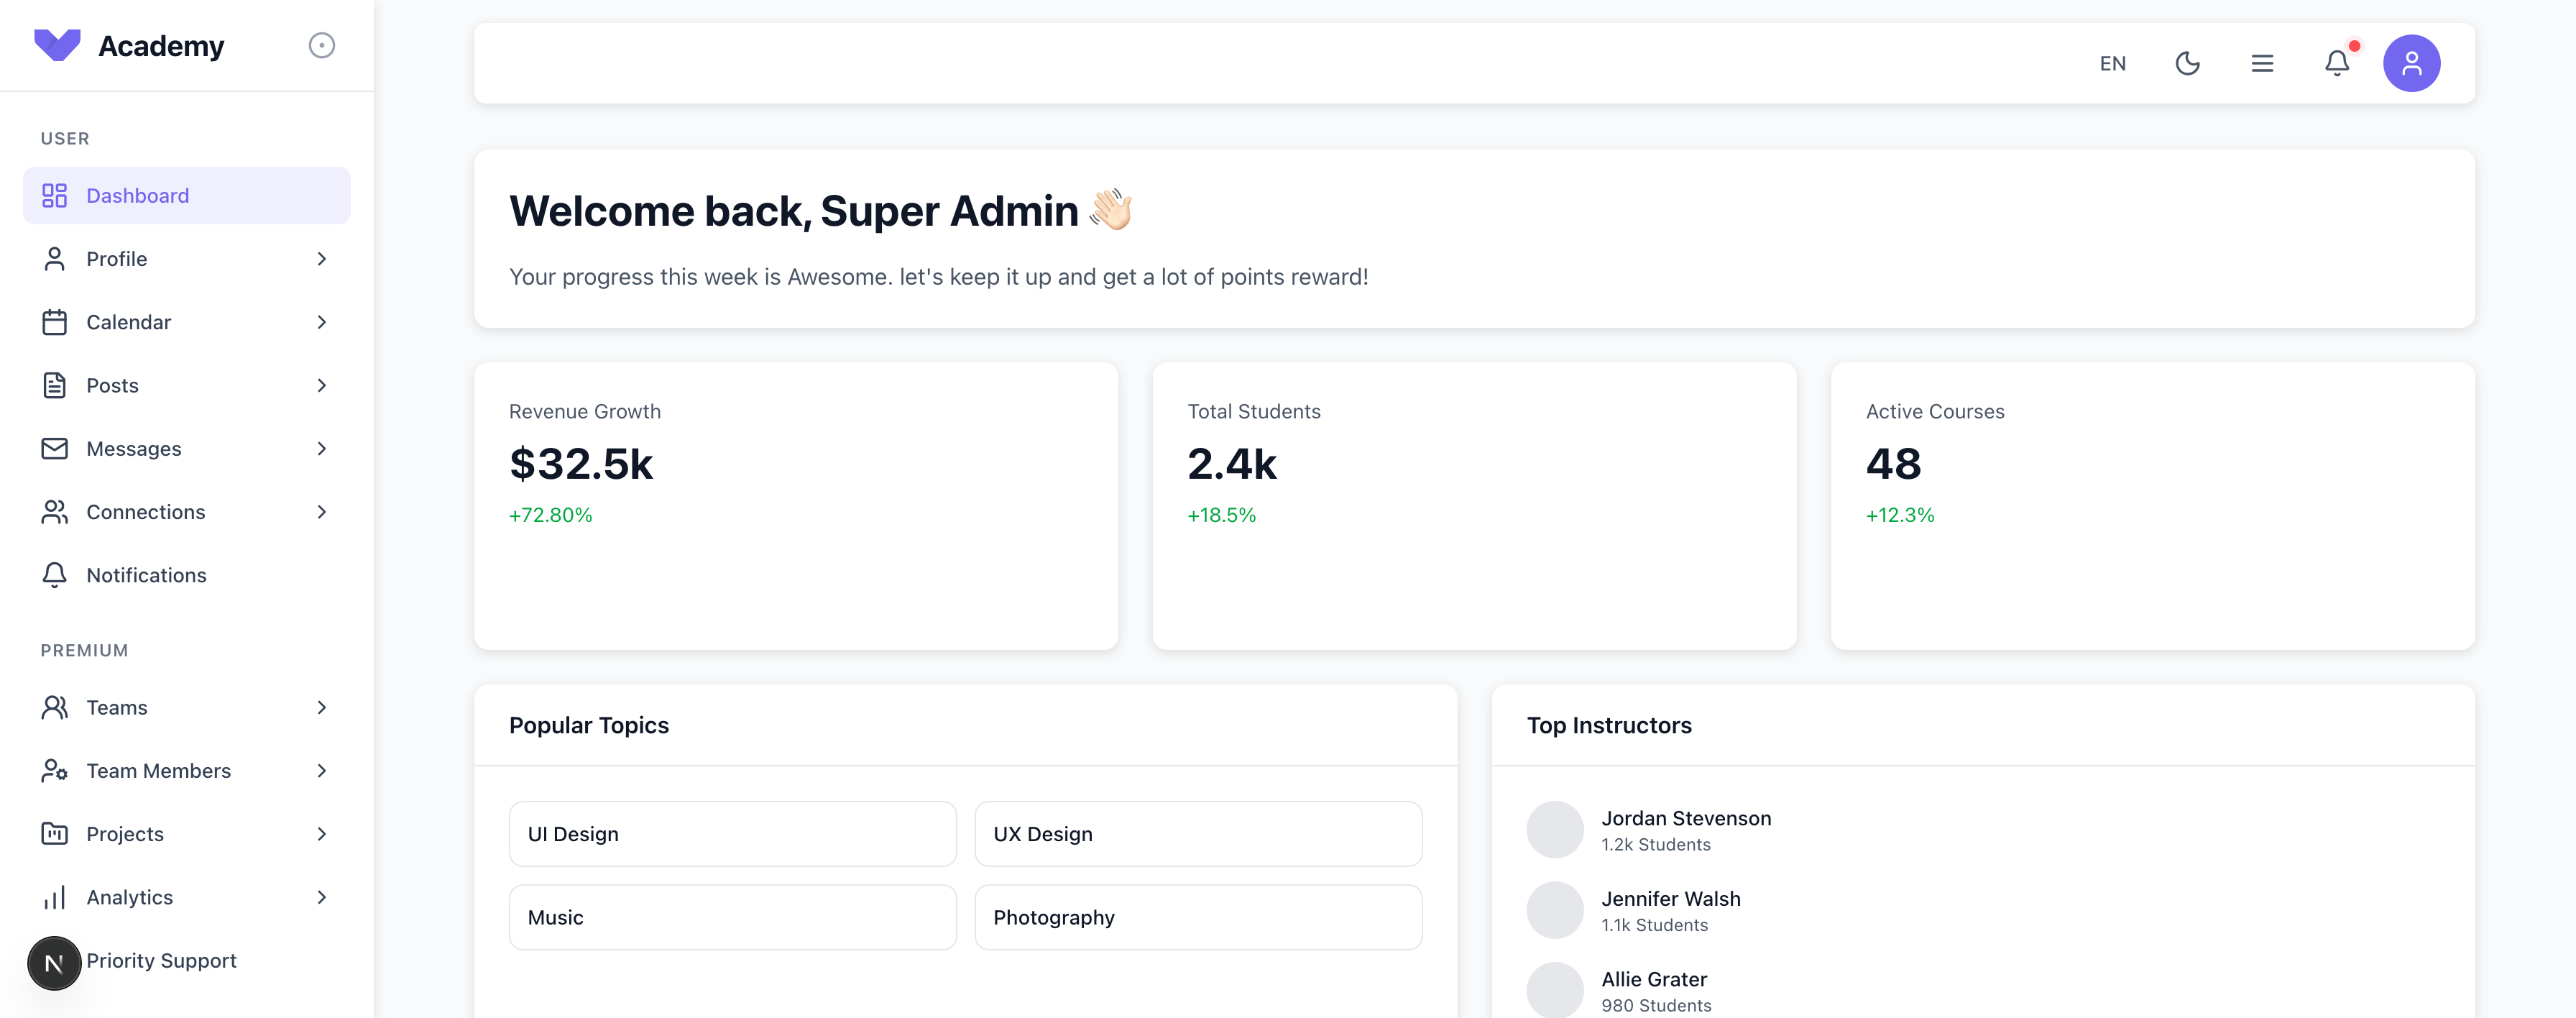 Academy
USER
Dashboard
Profile
Calendar
Posts
Messages
Connections
Notifications
PREMIUM
Teams
Team Members
Projects
Analytics
N
Priority Support
EN
Welcome back, Super Admin 👋🏻
Your progress this week is Awesome. let's keep it up and get a lot of points reward!
Revenue Growth
$32.5k
+72.80%
Total Students
2.4k
+18.5%
Active Courses
48
+12.3%
Popular Topics
UI Design
UX Design
Music
Photography
Top Instructors
Jordan Stevenson
1.2k Students
Jennifer Walsh
1.1k Students
Allie Grater
980 Students